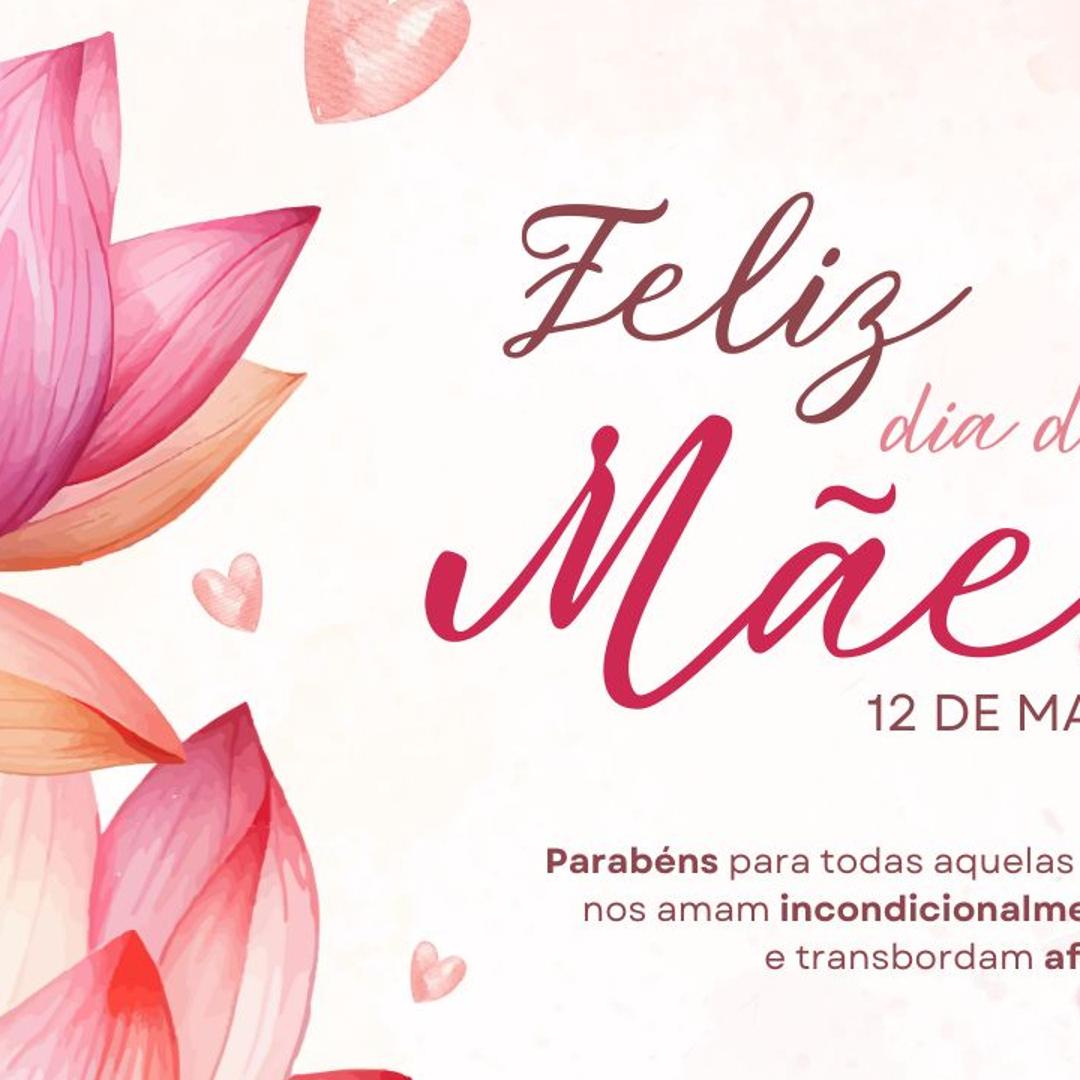 Feliz
dia d
Mãe
12 DE MA
Parabéns para todas aquelas
nos amam incondicionalme
e transbordam af